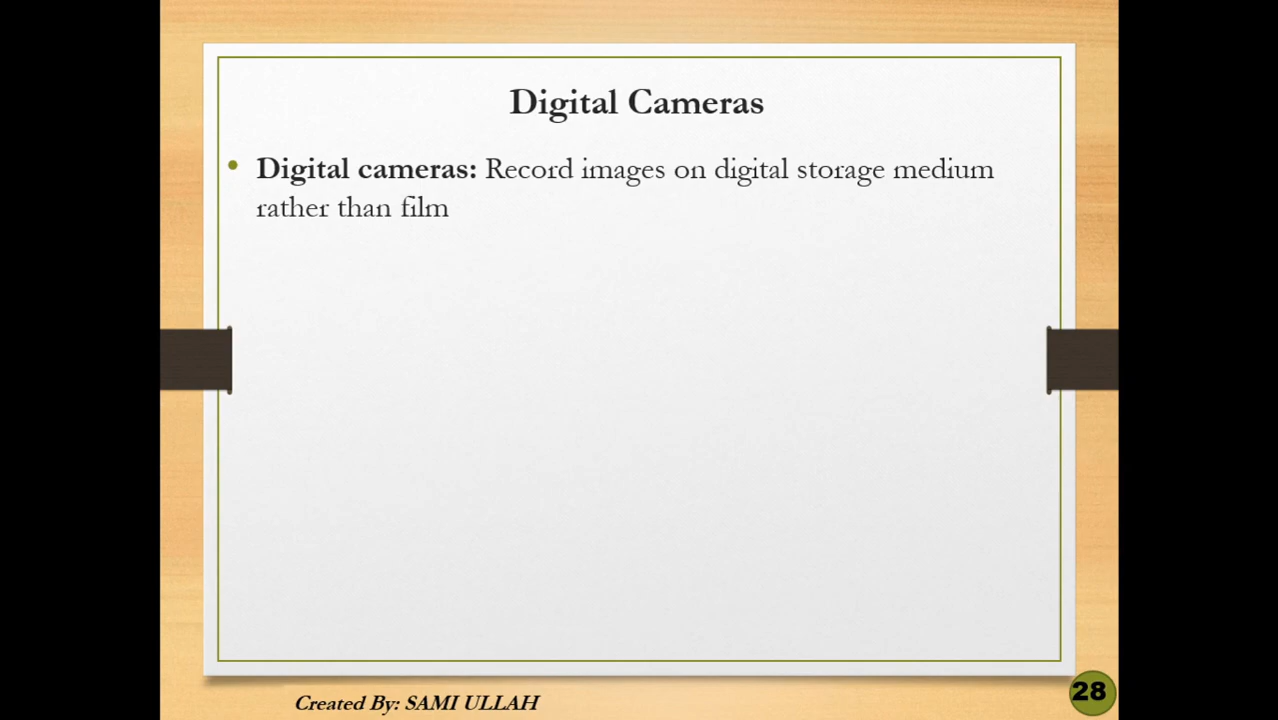 Digital Cameras
• Digital cameras: Record images on digital storage medium
rather than film
Created By: SAMI ULLAH
28